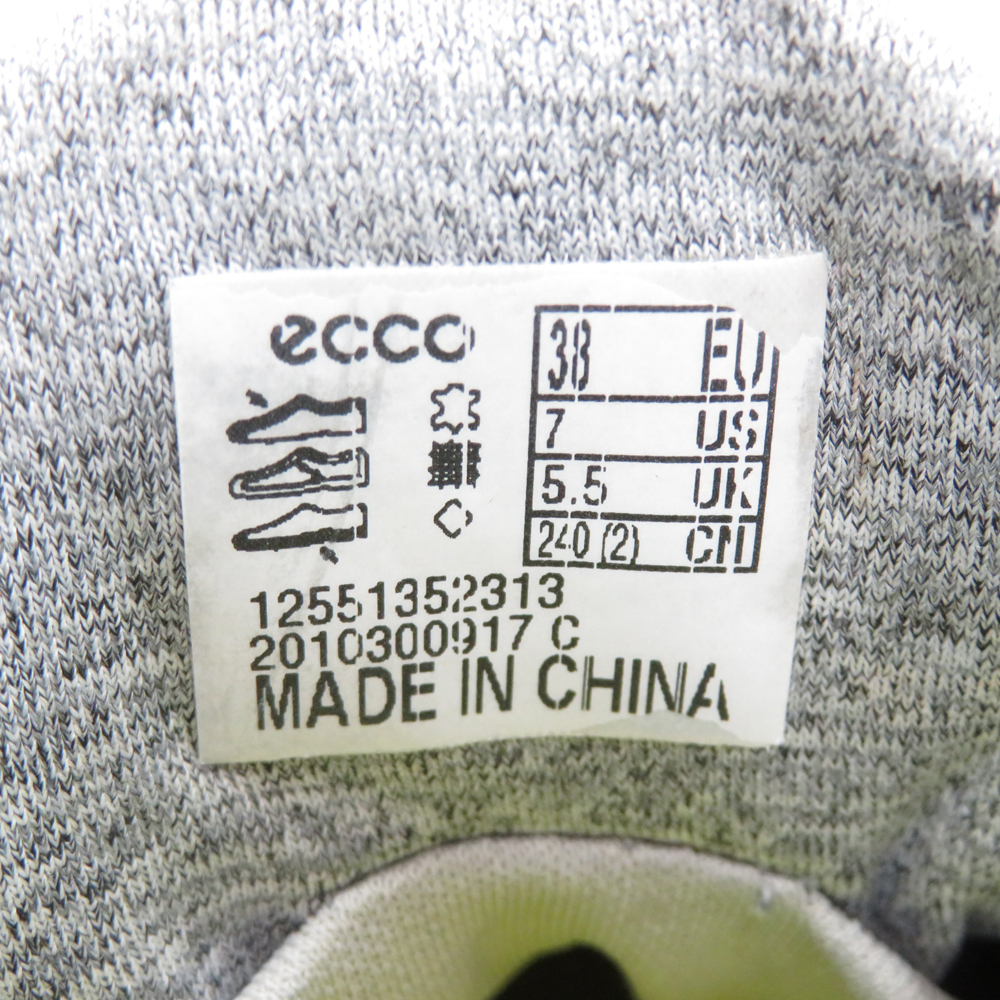 ecco
38 EU
7 US
5.5 UK
240 (2) CN
12551352313
2010300917 C
MADE IN CHINA